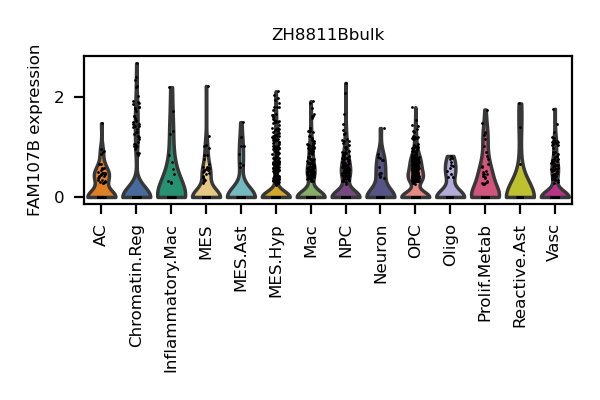 ZH8811Bbulk
FAM107B expression
2
0
AC
Chromatin.Reg
Inflammatory.Mac
MES
MES.Ast
MES.Hyp
Mac
NPC
Neuron
OPC
Oligo
Prolif.Metab
Reactive.Ast
Vasc